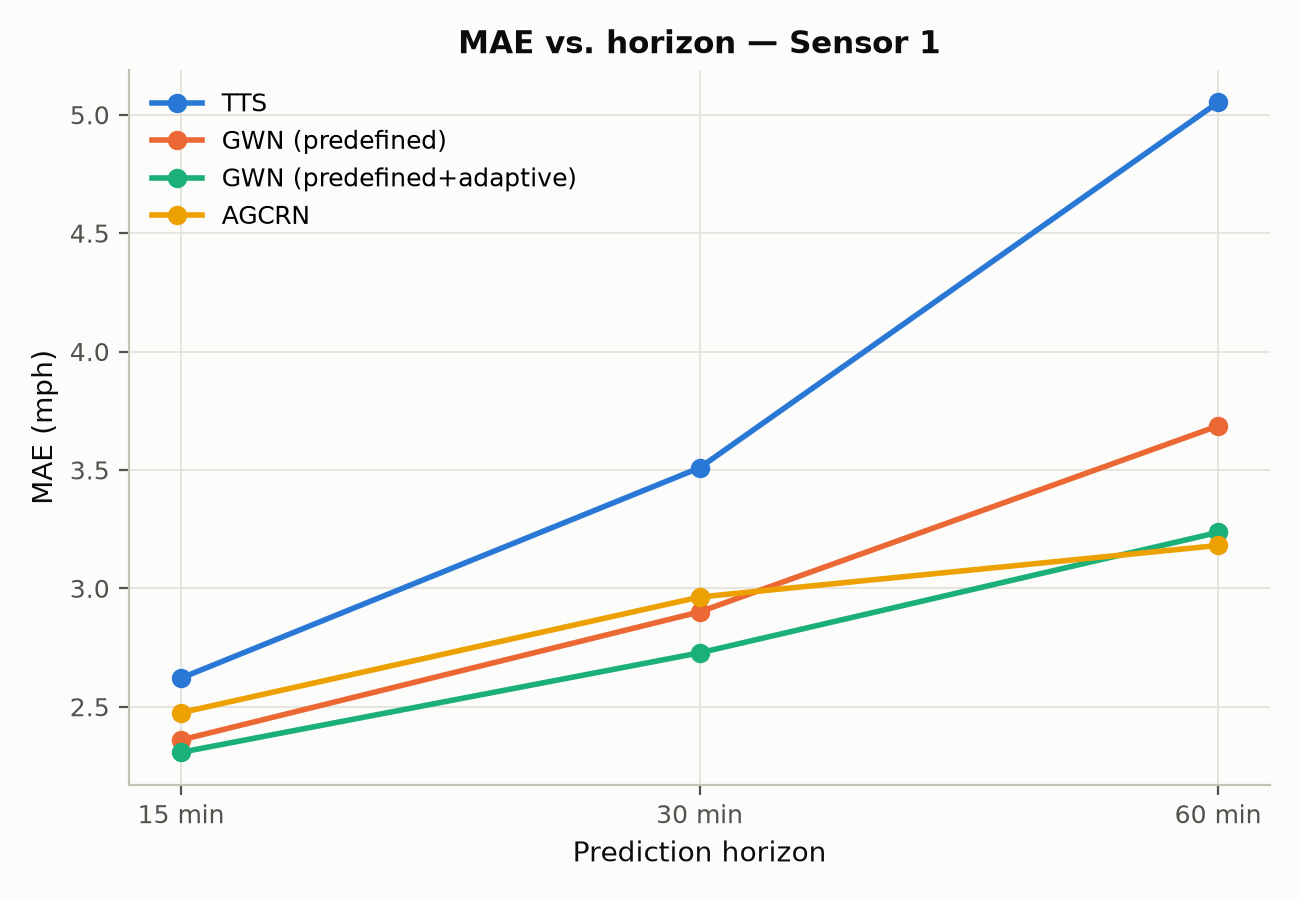 MAE vs. horizon — Sensor 1
TTS
GWN (predefined)
GWN (predefined+adaptive)
AGCRN
5.0
4.5
4.0
3.5
3.0
2.5
MAE (mph)
15 min
30 min
60 min
Prediction horizon